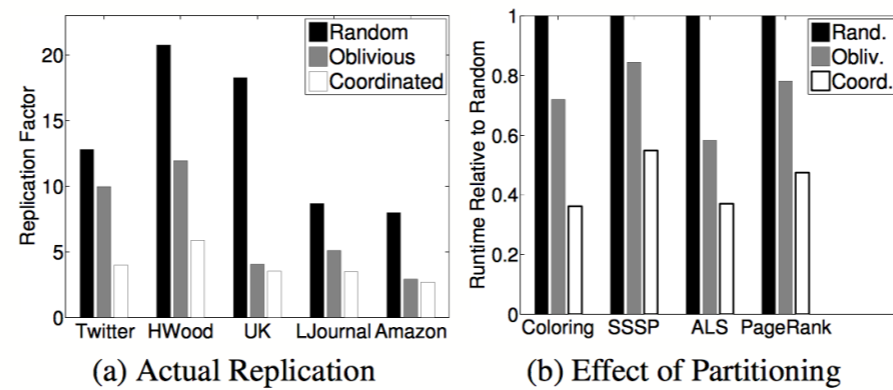 Replication Factor
20
15
10
5
0
Random
Oblivious
Coordinated
Twitter HWood UK LJournal Amazon
(a) Actual Replication
Runtime Relative to Random
1
0.8
0.6
0.4
0.2
0
Rand.
Obliv.
Coord.
Coloring SSSP ALS PageRank
(b) Effect of Partitioning